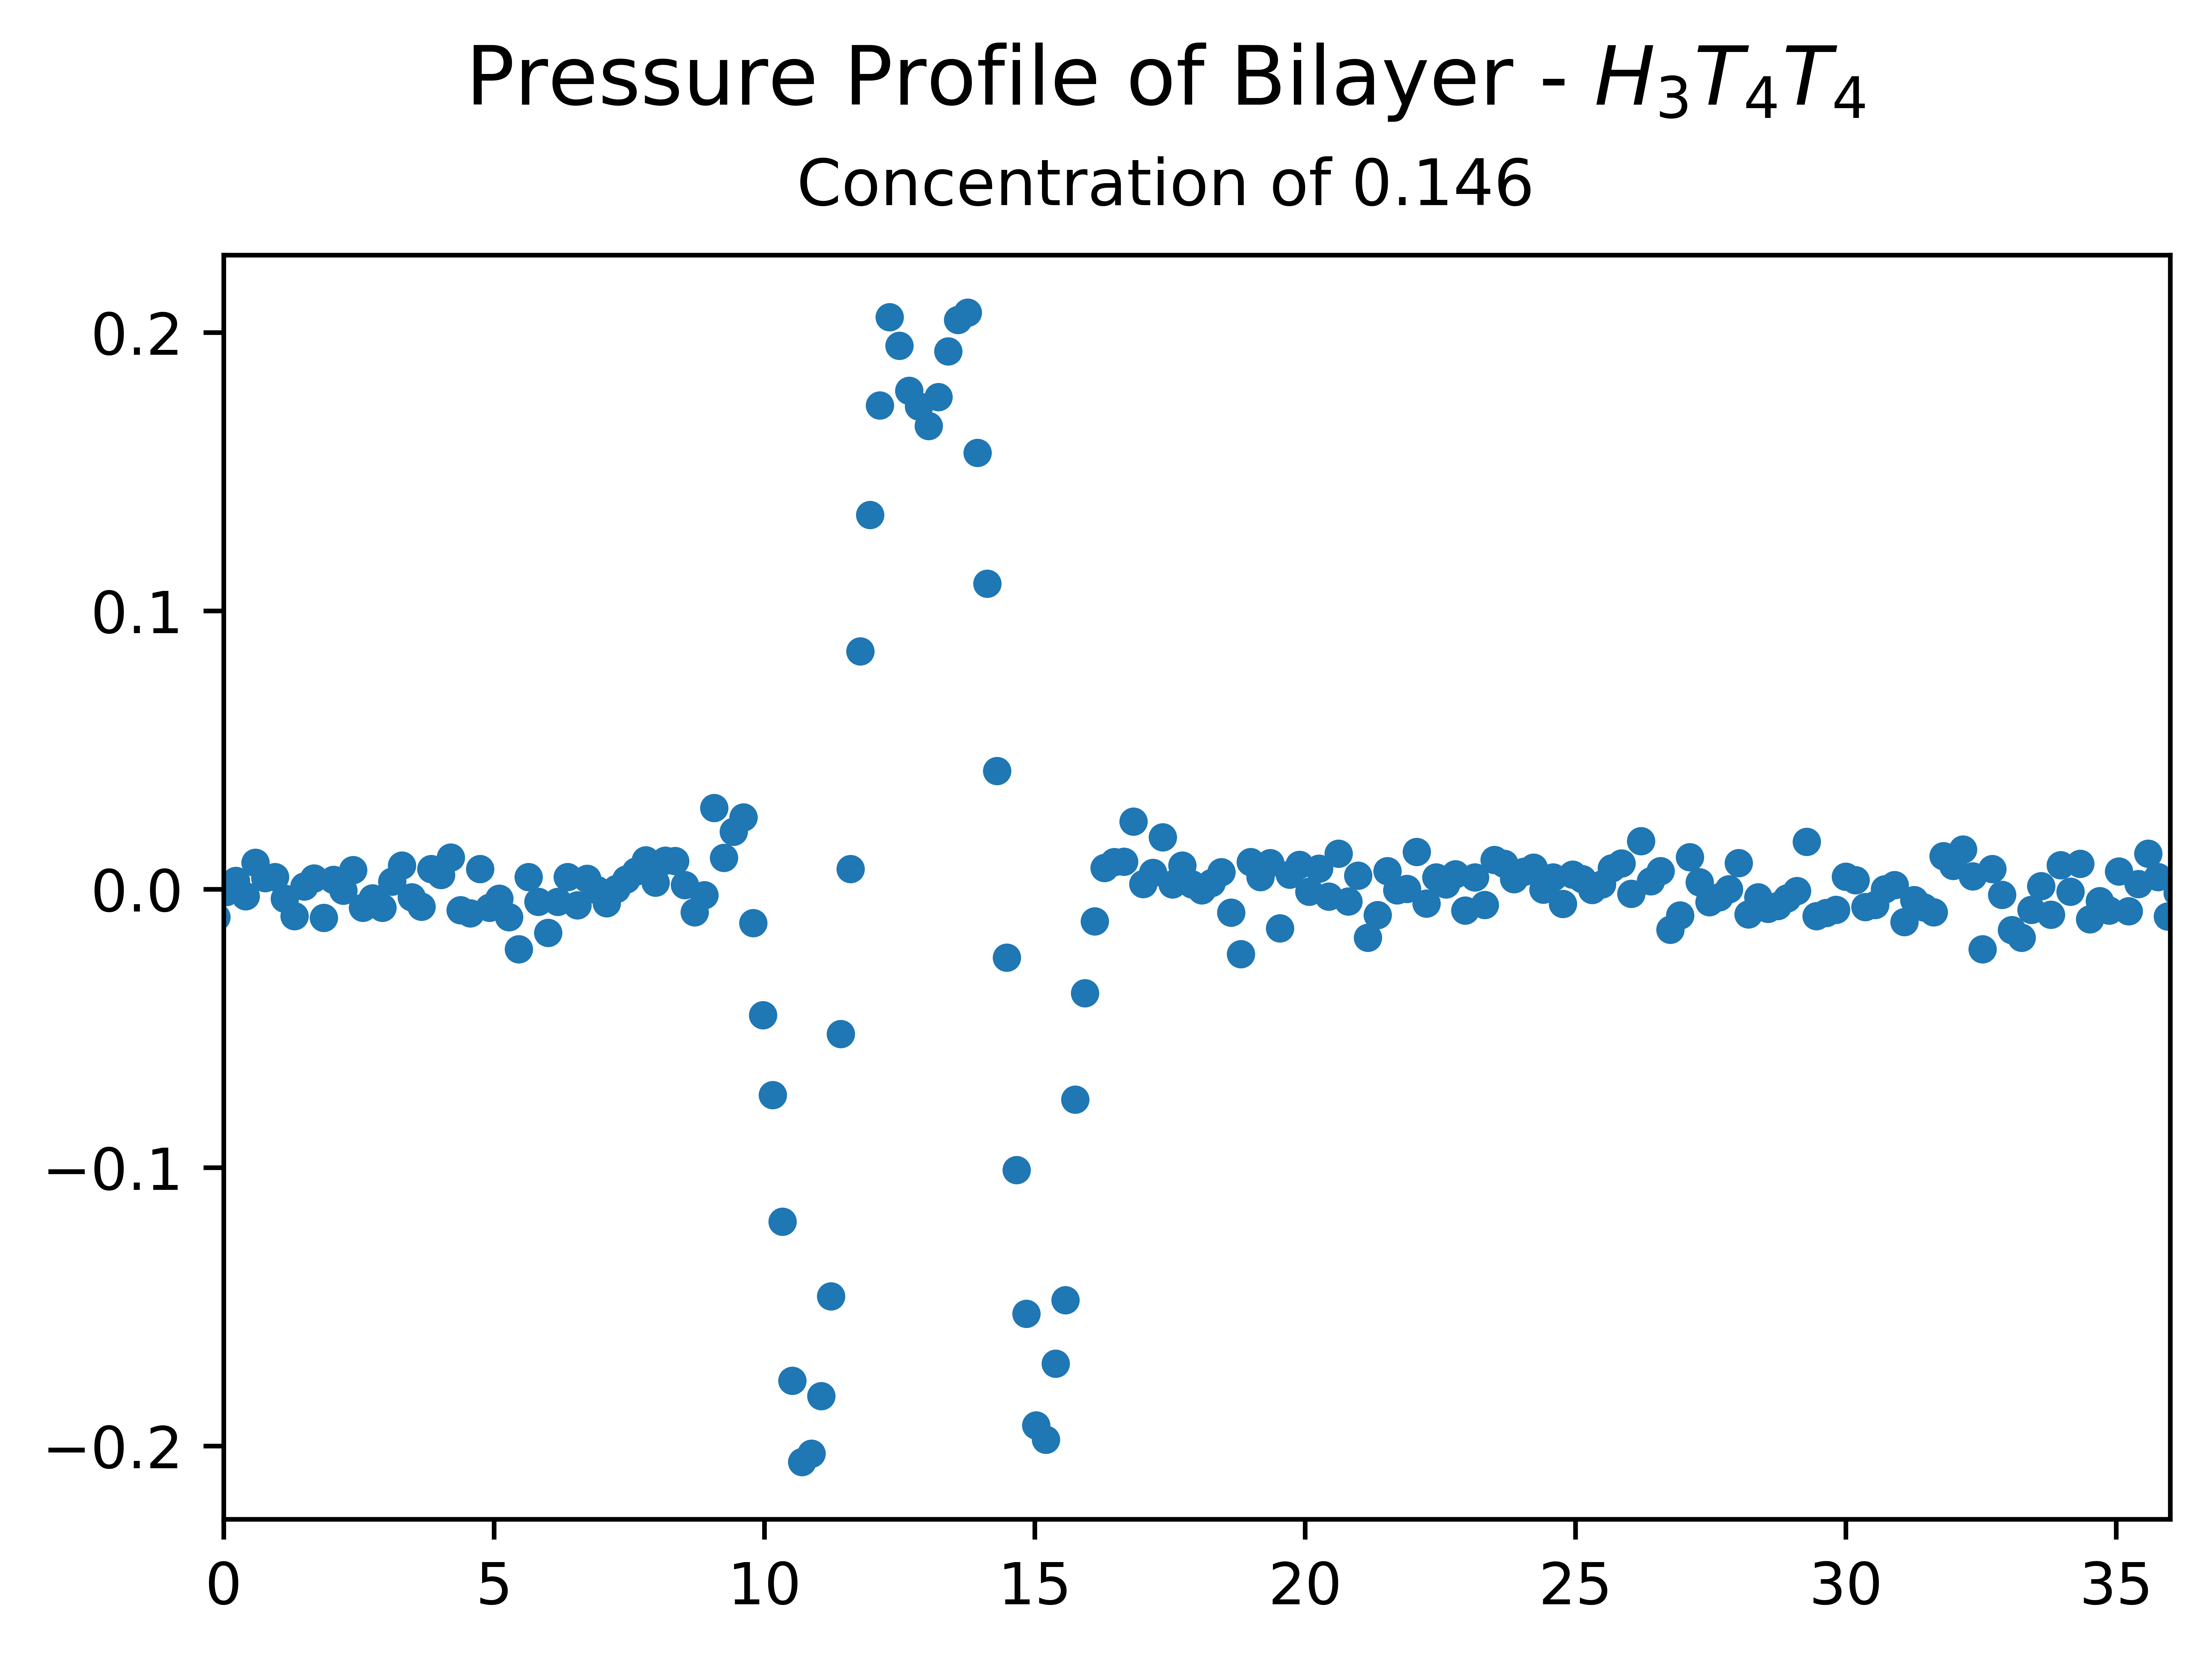 Pressure Profile of Bilayer - H₃T₄T₄
Concentration of 0.146
0.2
0.1
0.0
−0.1
−0.2
0 5 10 15 20 25 30 35